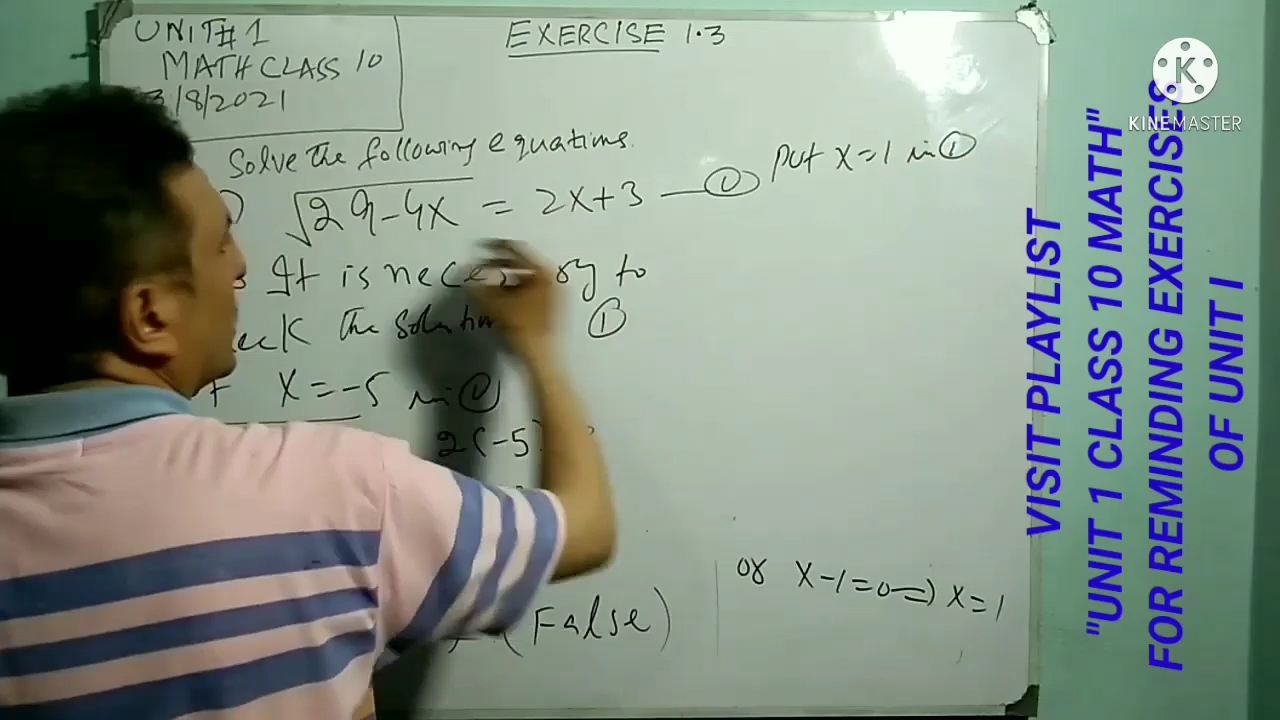 UNIT# 1
MATH CLASS 10
3/8/2021
EXERCISE 1.3
Solve the following equations.
√29-4x = 2x+3 —①
It is necessary to
the solution ①
x = -5 in ①
2(-5)
(False)
Put x=1 in ①
or x-1=0=) x=1
KINEMASTER
VISIT PLAYLIST
"UNIT 1 CLASS 10 MATH"
FOR REMINDING EXERCISES
OF UNIT I